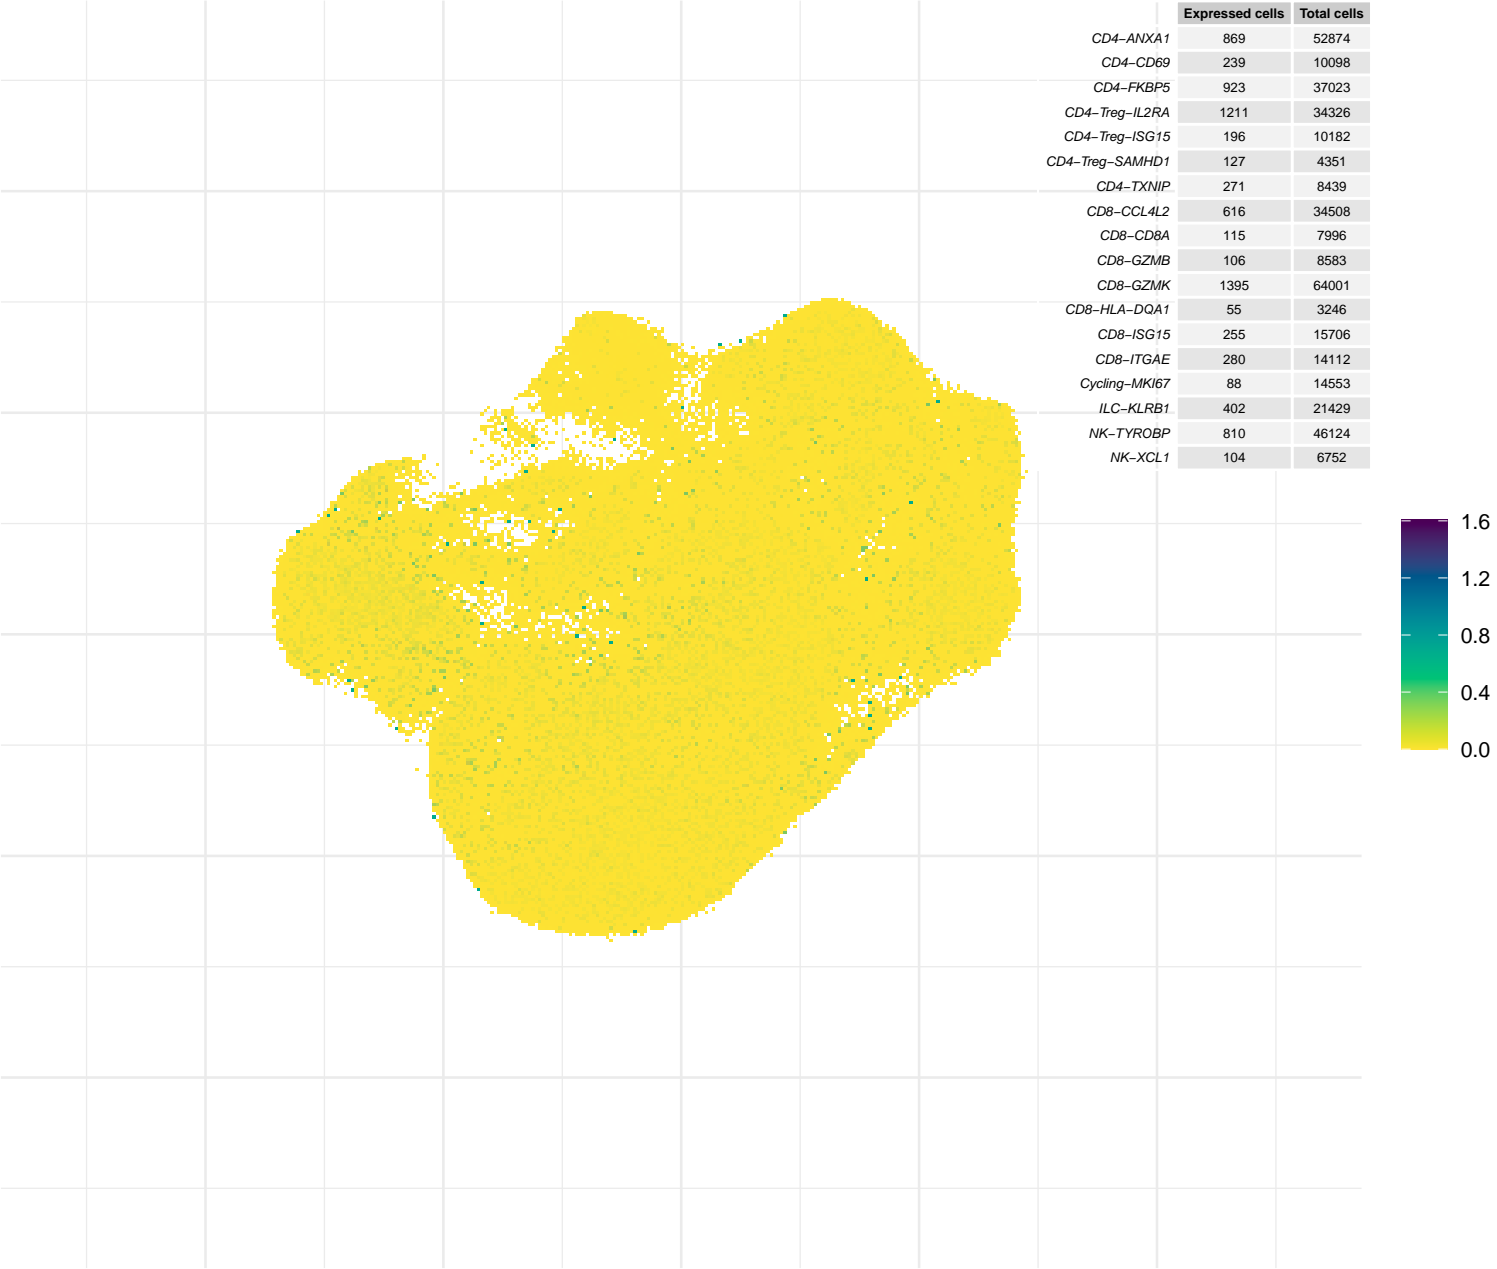 Expressed cells Total cells
CD4−ANXA1 869 52874
CD4−CD69 239 10098
CD4−FKBP5 923 37023
CD4−Treg−IL2RA 1211 34326
CD4−Treg−ISG15 196 10182
CD4−Treg−SAMHD1 127 4351
CD4−TXNIP 271 8439
CD8−CCL4L2 616 34508
CD8−CD8A 115 7996
CD8−GZMB 106 8583
CD8−GZMK 1395 64001
CD8−HLA−DQA1 55 3246
CD8−ISG15 255 15706
CD8−ITGAE 280 14112
Cycling−MKI67 88 14553
ILC−KLRB1 402 21429
NK−TYROBP 810 46124
NK−XCL1 104 6752
1.6
1.2
0.8
0.4
0.0